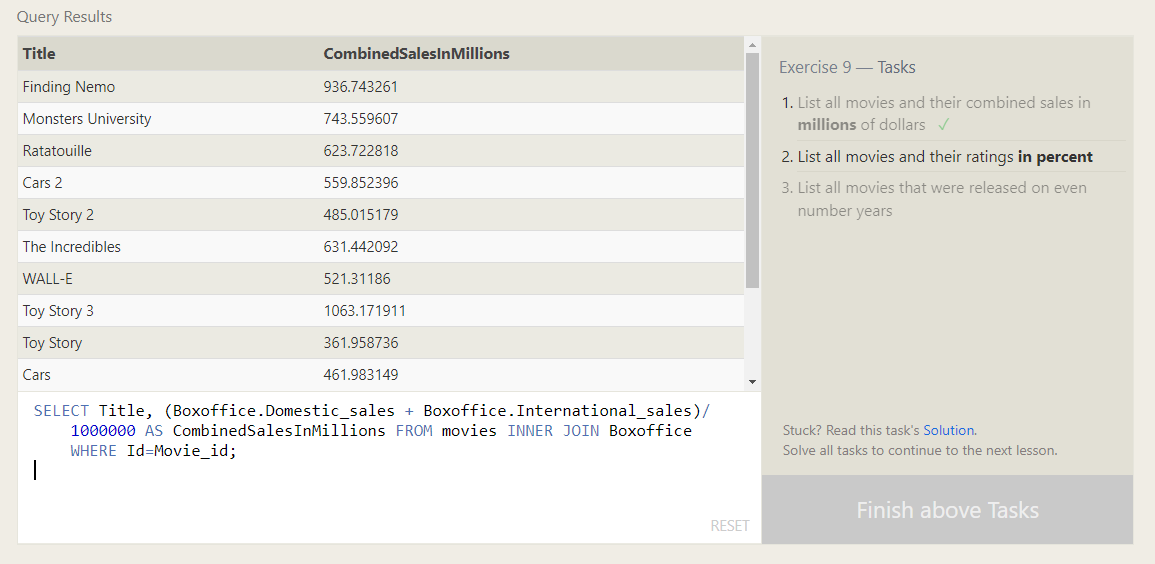 Query Results
Title CombinedSalesInMillions
Finding Nemo 936.743261
Monsters University 743.559607
Ratatouille 623.722818
Cars 2 559.852396
Toy Story 2 485.015179
The Incredibles 631.442092
WALL-E 521.31186
Toy Story 3 1063.171911
Toy Story 361.958736
Cars 461.983149
SELECT Title, (Boxoffice.Domestic_sales + Boxoffice.International_sales)/
1000000 AS CombinedSalesInMillions FROM movies INNER JOIN Boxoffice
WHERE Id=Movie_id;
RESET
Exercise 9 — Tasks
1. List all movies and their combined sales in
millions of dollars ✓
2. List all movies and their ratings in percent
3. List all movies that were released on even
number years
Stuck? Read this task's Solution.
Solve all tasks to continue to the next lesson.
Finish above Tasks